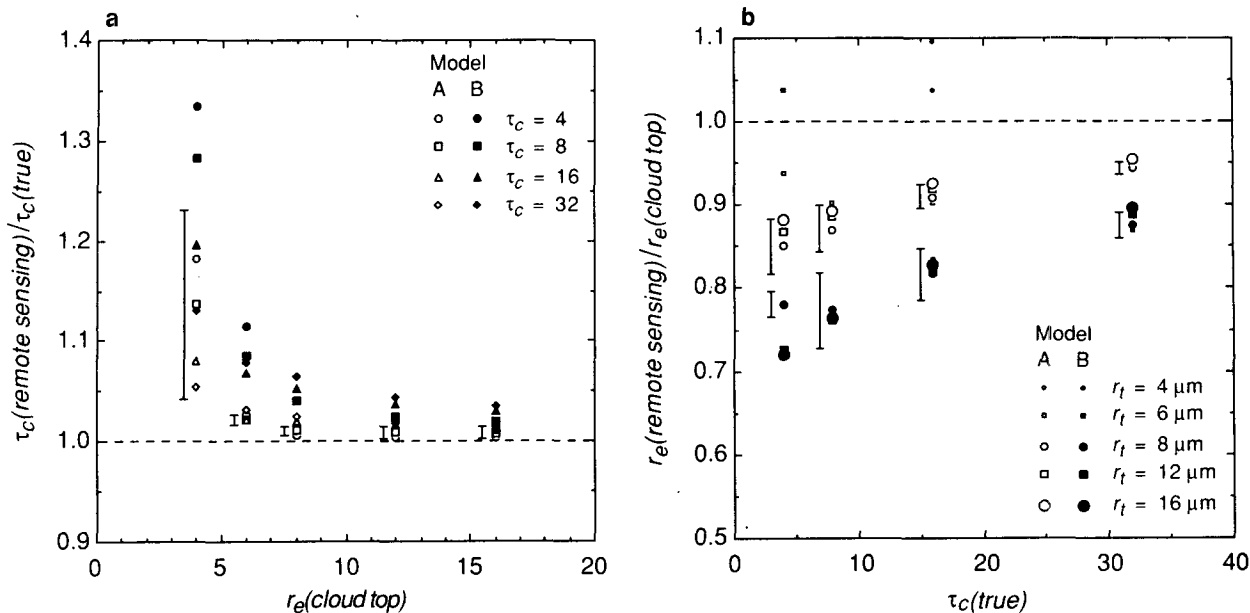 a
1.4
1.3
1.2
1.1
1.0
0.9
0
5
10
15
20
τc(remote sensing)/τc(true)
re(cloud top)
Model
A B
τc = 4
τc = 8
τc = 16
τc = 32
b
1.1
1.0
0.9
0.8
0.7
0.6
0.5
0
10
20
30
40
re(remote sensing)/re(cloud top)
τc(true)
Model
A B
rt = 4 μm
rt = 6 μm
rt = 8 μm
rt = 12 μm
rt = 16 μm